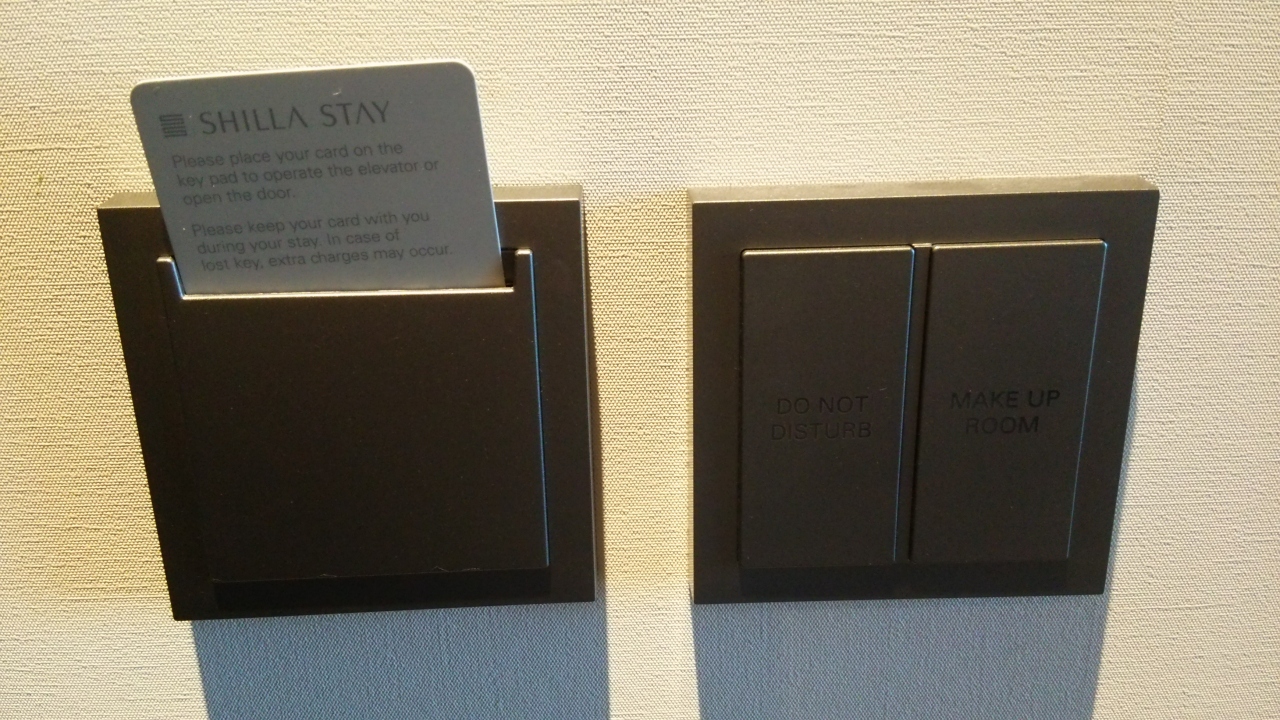 SHILLA STAY
Please place your card on the
key pad to operate the elevator or
open the door.
Please keep your card with you
during your stay. In case of
lost key, extra charges may occur.
DO NOT
DISTURB
MAKE UP
ROOM